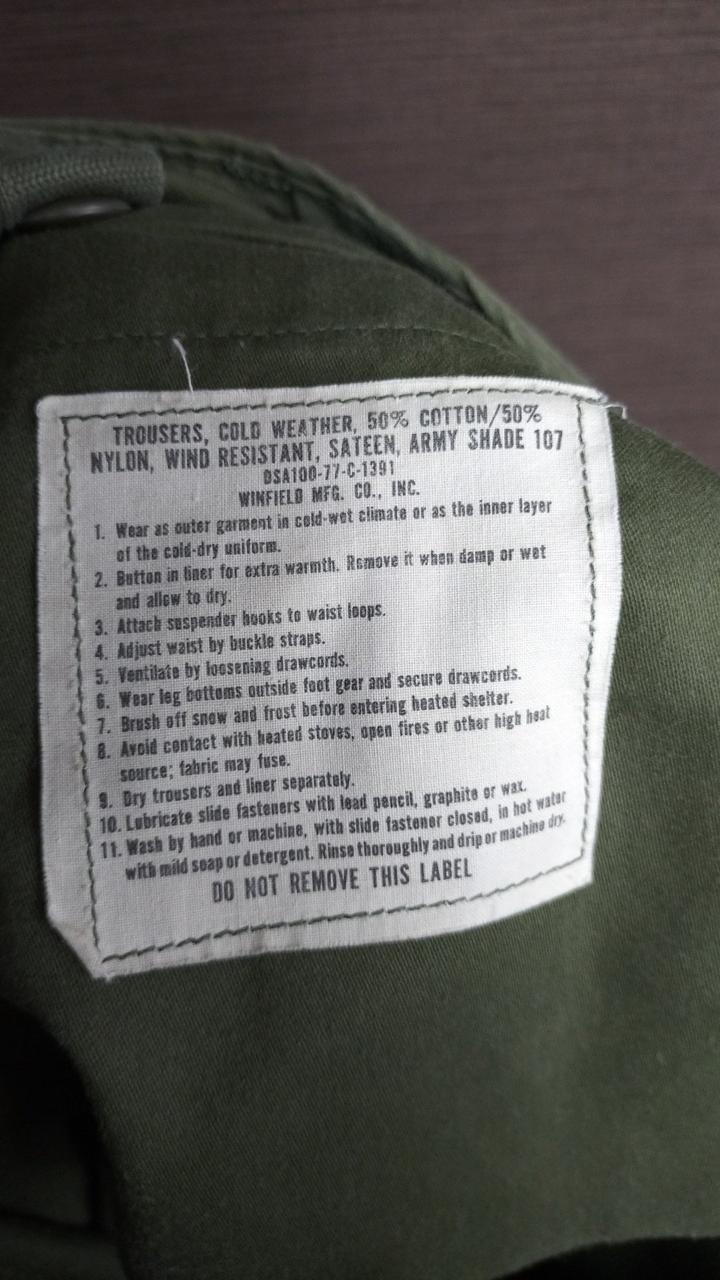 TROUSERS, COLD WEATHER, 50% COTTON/50%
NYLON, WIND RESISTANT, SATEEN, ARMY SHADE 107
DSA100-77-C-1391
WINFIELD MFG. CO., INC.
1. Wear as outer garment in cold-wet climate or as the inner layer
of the cold-dry uniform.
2. Button in liner for extra warmth. Remove it when damp or wet
and allow to dry.
3. Attach suspender hooks to waist loops.
4. Adjust waist by buckle straps.
5. Ventilate by loosening drawcords.
6. Wear leg bottoms outside foot gear and secure drawcords.
7. Brush off snow and frost before entering heated shelter.
8. Avoid contact with heated stoves, open fires or other high heat
source; fabric may fuse.
9. Dry trousers and liner separately.
10. Lubricate slide fasteners with lead pencil, graphite or wax.
11. Wash by hand or machine, with slide fastener closed, in hot water
with mild soap or detergent. Rinse thoroughly and drip or machine dry.
DO NOT REMOVE THIS LABEL